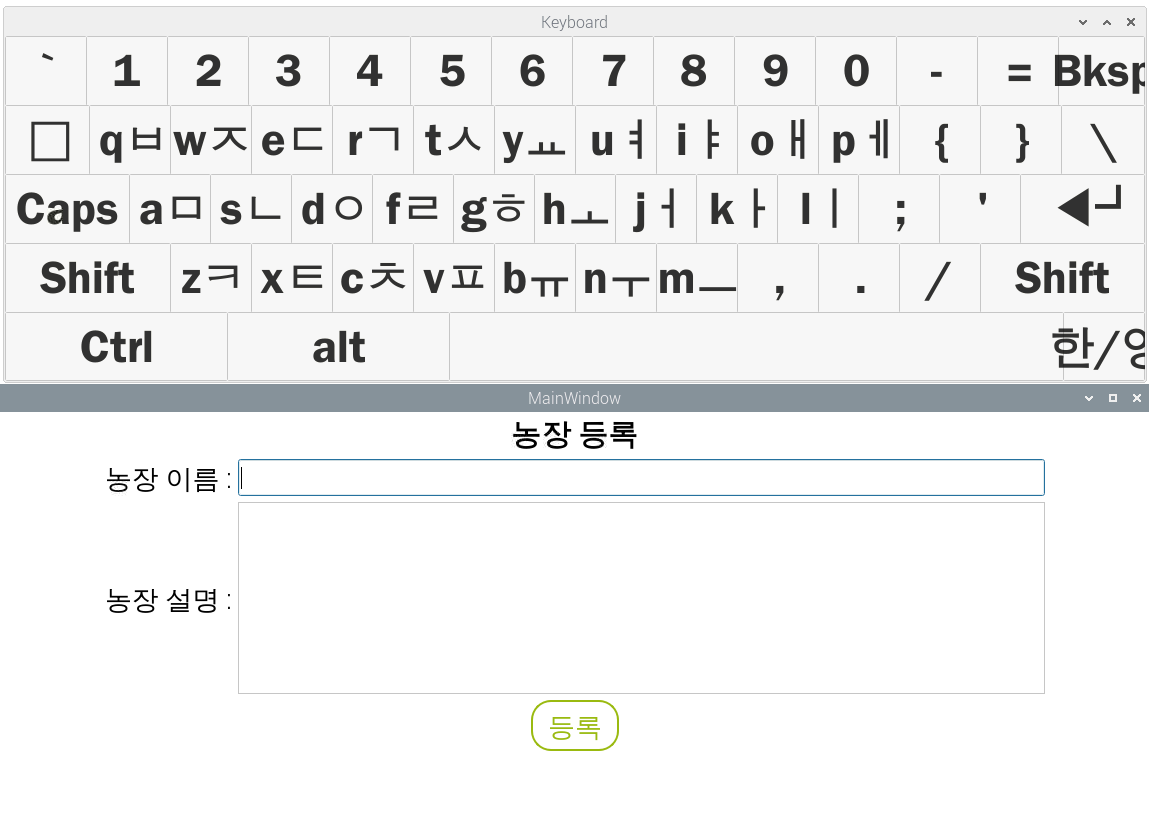 Keyboard
` 1 2 3 4 5 6 7 8 9 0 - = Bksp
qㅂ wㅈ eㄷ rㄱ tㅅ yㅛ uㅕ iㅑ oㅐ pㅔ { } \
Caps aㅁ sㄴ dㅇ fㄹ gㅎ hㅗ jㅓ kㅏ lㅣ ; '
Shift zㅋ xㅌ cㅊ vㅍ bㅠ nㅜ mㅡ , . / Shift
Ctrl alt 한/영
MainWindow
농장 등록
농장 이름 :
농장 설명 :
등록